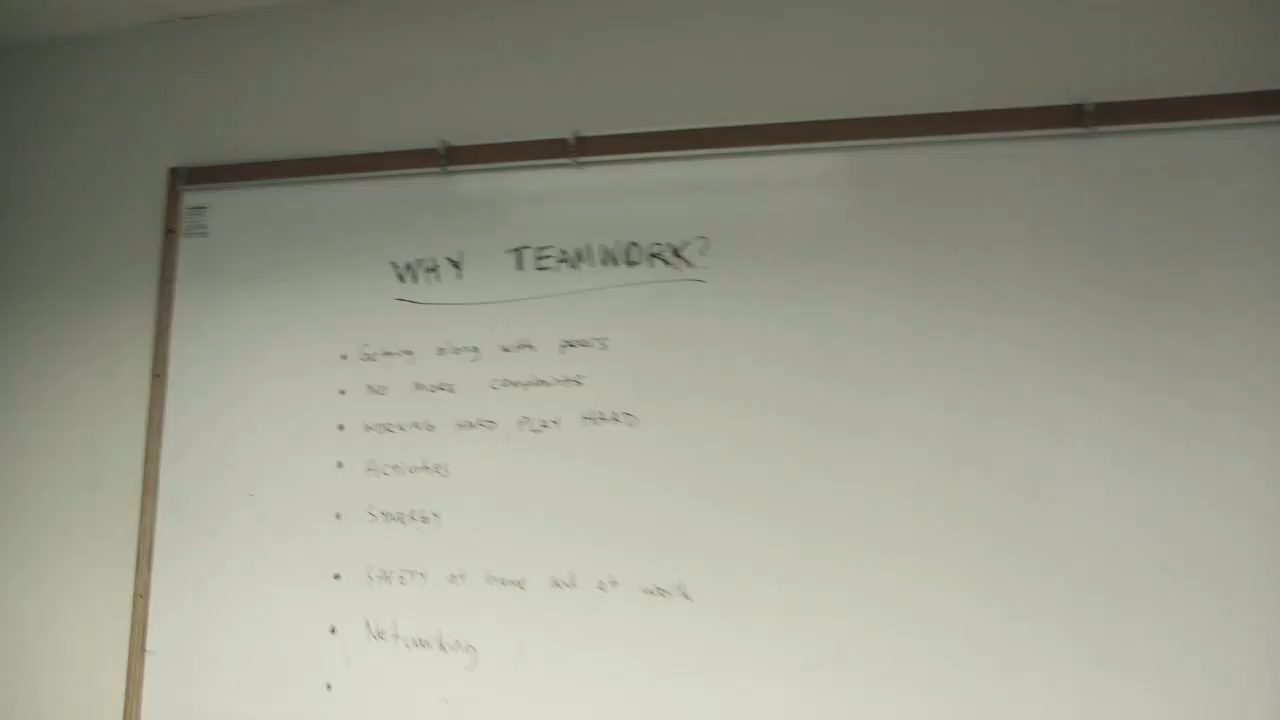 WHY TEAMWORK?
• Getting along with peers
• NO more complaints
• WORKING HARD PLAY HARD
• Activities
• SYNERGY
• SAFETY at home and at work
• Networking
•